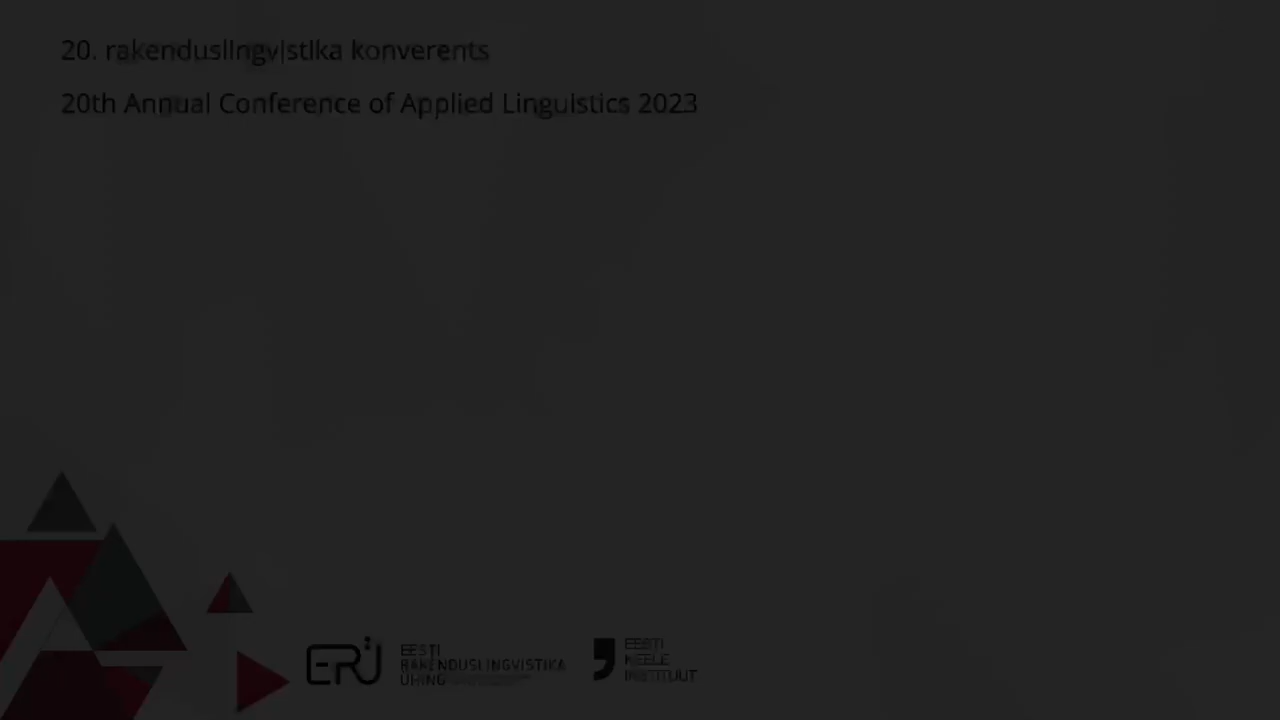 20. rakenduslingvistika konverents
20th Annual Conference of Applied Linguistics 2023
ERÜ
EESTI
RAKENDUSLINGVISTIKA
ÜHING
EESTI
KEELE
INSTITUUT